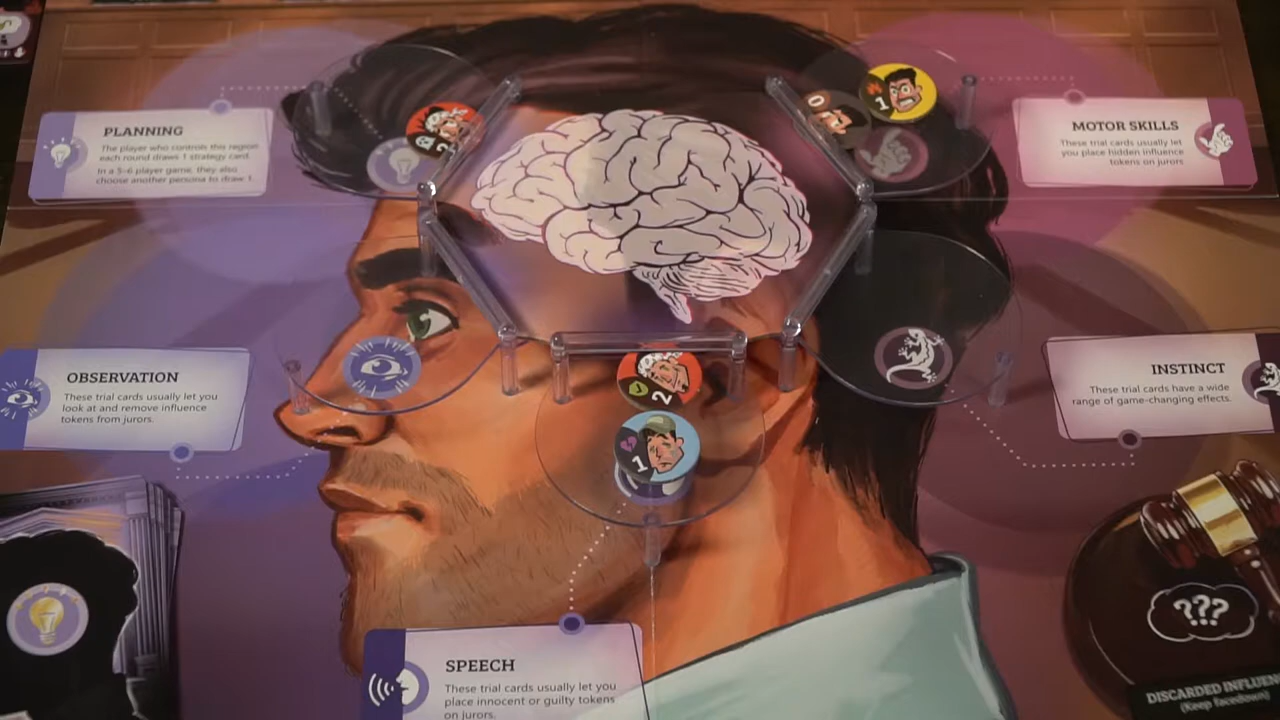 PLANNING
The player who controls this region
each round draws 1 strategy card.
In a 5-6 player game, they also
choose another persona to draw 1.
MOTOR SKILLS
These trial cards usually let
you place hidden influence
tokens on jurors
0
1
OBSERVATION
These trial cards usually let you
look at and remove influence
tokens from jurors.
INSTINCT
These trial cards have a wide
range of game-changing effects.
2
1
SPEECH
These trial cards usually let you
place innocent or guilty tokens
on jurors.
???
DISCARDED
(Keep facedown)